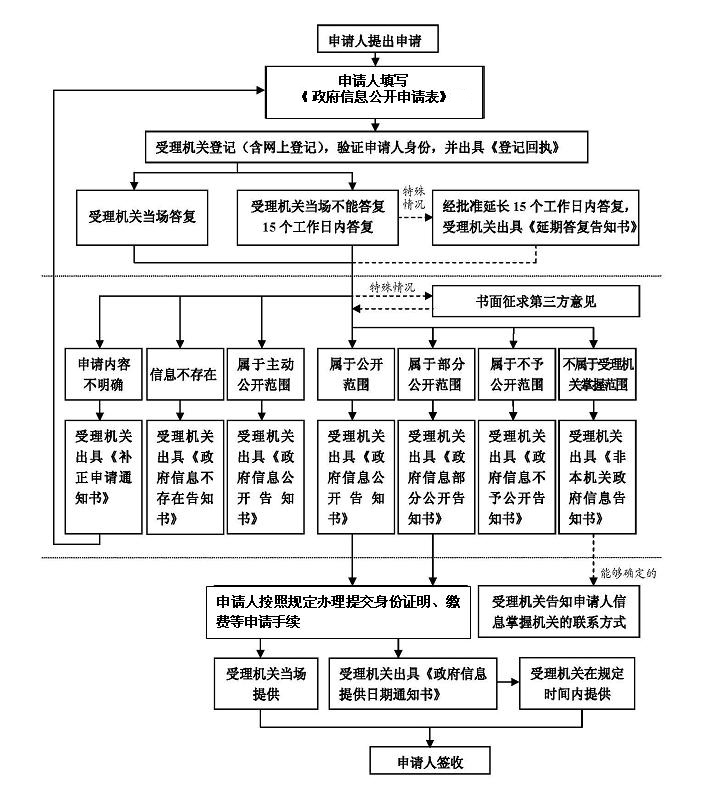 申请人提出申请
申请人填写
《 政府信息公开申请表》
受理机关登记（含网上登记），验证申请人身份，并出具《登记回执》
受理机关当场答复
受理机关当场不能答复
15 个工作日内答复
特殊
情况
经批准延长 15 个工作日内答复，
受理机关出具《延期答复告知书》
特殊情况
书面征求第三方意见
申请内容
不明确
信息不存在
属于主动
公开范围
属于公开
范围
属于部分
公开范围
属于不予
公开范围
不属于受理机
关掌握范围
受理机关
出具《补
正申请通
知书》
受理机关
出具《政
府信息不
存在告知
书》
受理机关
出具《政
府信息公
开 告 知
书》
受理机关
出具《政
府信息公
开 告 知
书》
受理机关
出具《政
府信息部
分公开告
知书》
受理机关
出具《政
府信息不
予公开告
知书》
受理机关
出具《非
本机关政
府信息告
知书》
能够确定的
申请人按照规定办理提交身份证明、缴
费等申请手续
受理机关告知申请人信
息掌握机关的联系方式
受理机关当场
提供
受理机关出具《政府信息
提供日期通知书》
受理机关在规定
时间内提供
申请人签收